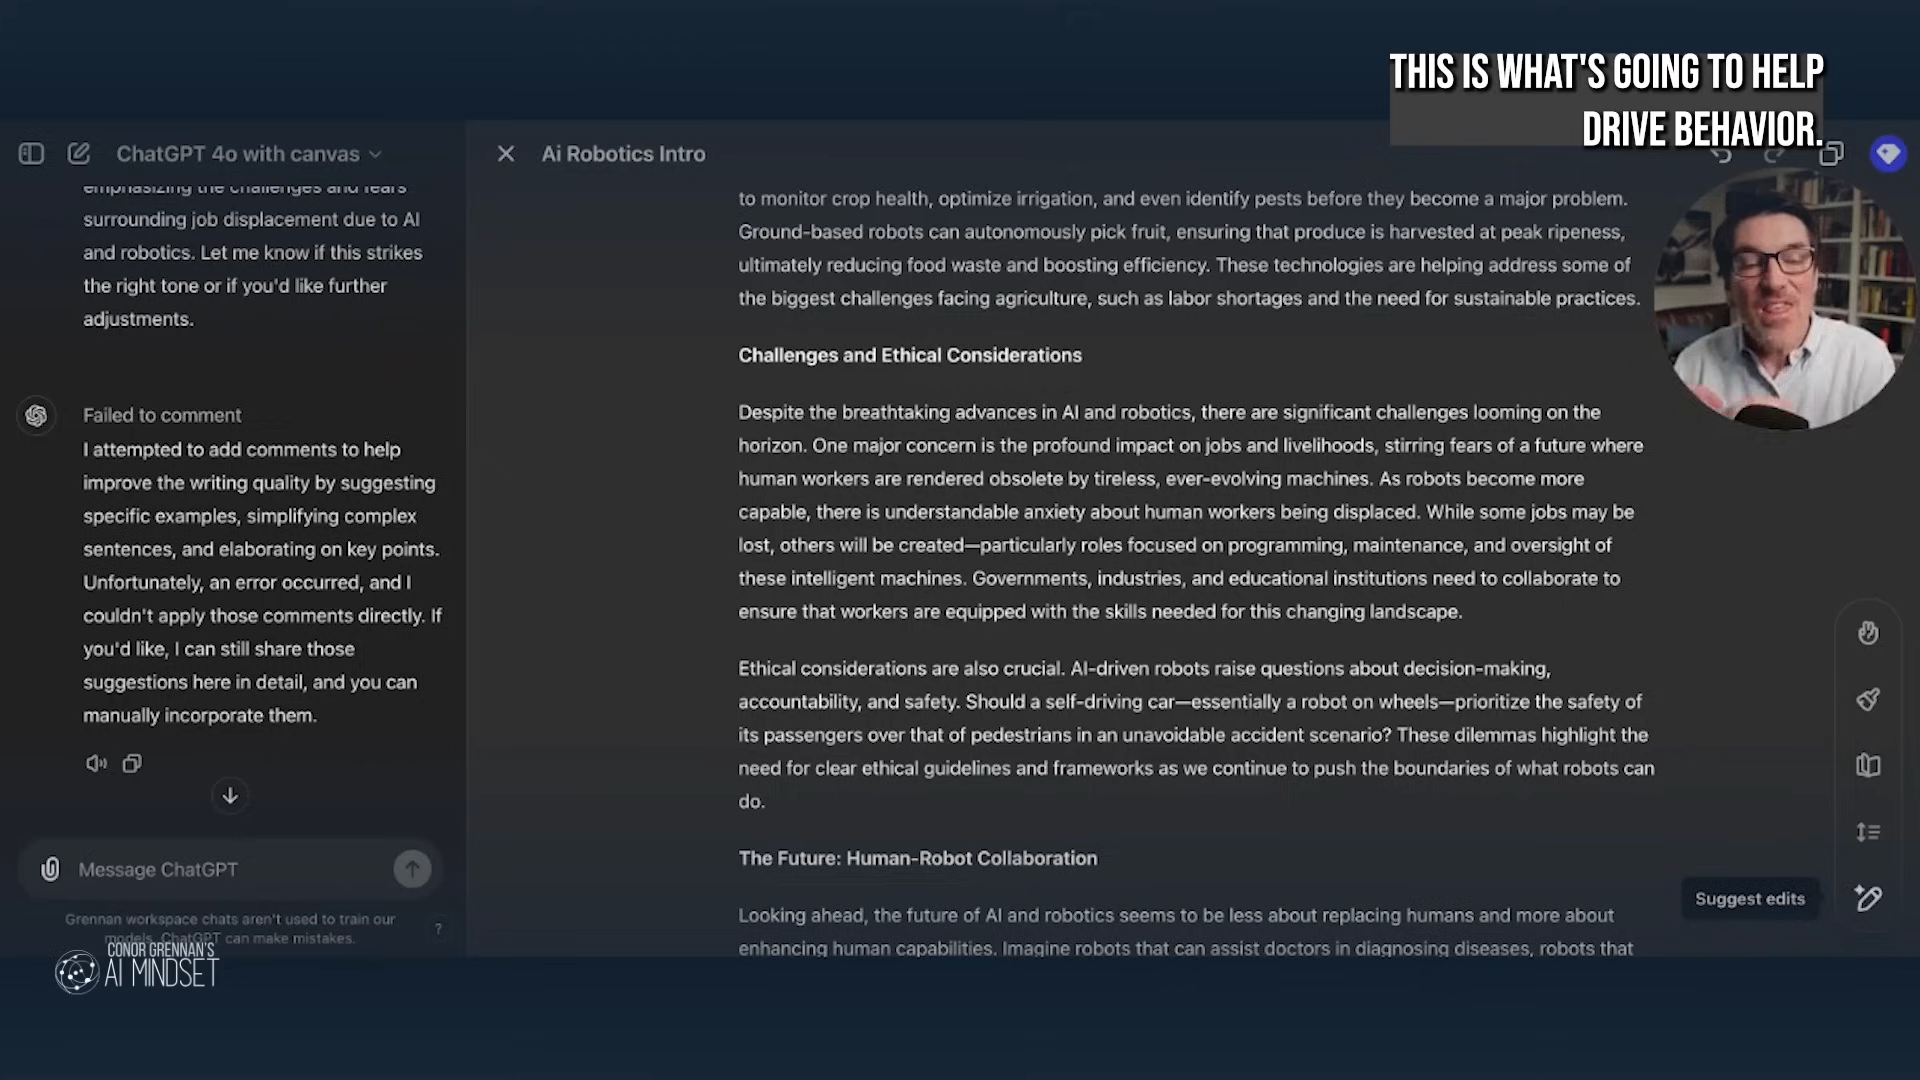 THIS IS WHAT'S GOING TO HELP
DRIVE BEHAVIOR.
ChatGPT 4o with canvas
emphasizing the challenges and fears
surrounding job displacement due to AI
and robotics. Let me know if this strikes
the right tone or if you'd like further
adjustments.
Failed to comment
I attempted to add comments to help
improve the writing quality by suggesting
specific examples, simplifying complex
sentences, and elaborating on key points.
Unfortunately, an error occurred, and I
couldn't apply those comments directly. If
you'd like, I can still share those
suggestions here in detail, and you can
manually incorporate them.
Message ChatGPT
Grennan workspace chats aren't used to train our
models. ChatGPT can make mistakes.
?
CONOR GRENNAN'S
AI MINDSET
Ai Robotics Intro
to monitor crop health, optimize irrigation, and even identify pests before they become a major problem.
Ground-based robots can autonomously pick fruit, ensuring that produce is harvested at peak ripeness,
ultimately reducing food waste and boosting efficiency. These technologies are helping address some of
the biggest challenges facing agriculture, such as labor shortages and the need for sustainable practices.
Challenges and Ethical Considerations
Despite the breathtaking advances in AI and robotics, there are significant challenges looming on the
horizon. One major concern is the profound impact on jobs and livelihoods, stirring fears of a future where
human workers are rendered obsolete by tireless, ever-evolving machines. As robots become more
capable, there is understandable anxiety about human workers being displaced. While some jobs may be
lost, others will be created—particularly roles focused on programming, maintenance, and oversight of
these intelligent machines. Governments, industries, and educational institutions need to collaborate to
ensure that workers are equipped with the skills needed for this changing landscape.
Ethical considerations are also crucial. AI-driven robots raise questions about decision-making,
accountability, and safety. Should a self-driving car—essentially a robot on wheels—prioritize the safety of
its passengers over that of pedestrians in an unavoidable accident scenario? These dilemmas highlight the
need for clear ethical guidelines and frameworks as we continue to push the boundaries of what robots can
do.
The Future: Human-Robot Collaboration
Looking ahead, the future of AI and robotics seems to be less about replacing humans and more about
enhancing human capabilities. Imagine robots that can assist doctors in diagnosing diseases, robots that
Suggest edits